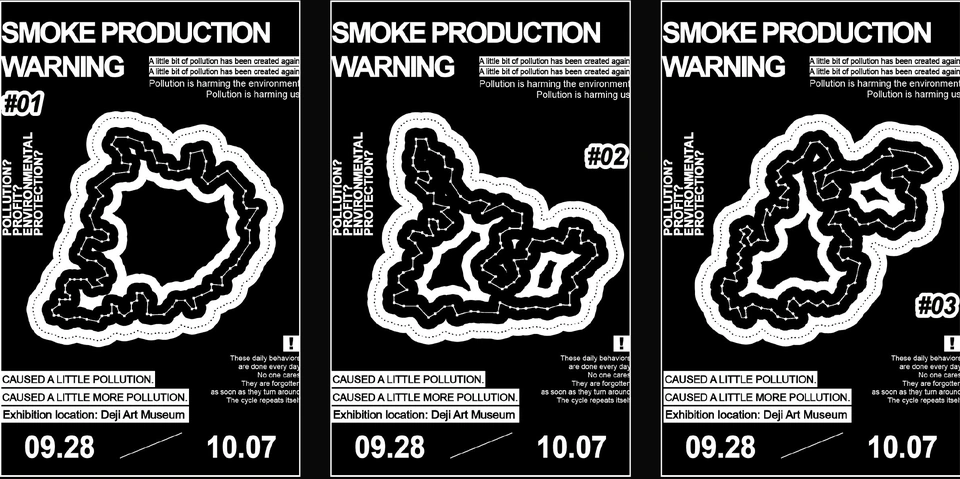 SMOKE PRODUCTION
WARNING
A little bit of pollution has been created again
A little bit of pollution has been created again
Pollution is harming the environment
Pollution is harming us
#01
POLLUTION?
PROFIT?
ENVIRONMENTAL
PROTECTION?
!
These daily behaviors
are done every day
No one cares
They are forgotten
as soon as they turn around
The cycle repeats itself
CAUSED A LITTLE POLLUTION.
CAUSED A LITTLE MORE POLLUTION.
Exhibition location: Deji Art Museum
09.28
10.07
SMOKE PRODUCTION
WARNING
A little bit of pollution has been created again
A little bit of pollution has been created again
Pollution is harming the environment
Pollution is harming us
#02
POLLUTION?
PROFIT?
ENVIRONMENTAL
PROTECTION?
!
These daily behaviors
are done every day
No one cares
They are forgotten
as soon as they turn around
The cycle repeats itself
CAUSED A LITTLE POLLUTION.
CAUSED A LITTLE MORE POLLUTION.
Exhibition location: Deji Art Museum
09.28
10.07
SMOKE PRODUCTION
WARNING
A little bit of pollution has been created again
A little bit of pollution has been created again
Pollution is harming the environment
Pollution is harming us
POLLUTION?
PROFIT?
ENVIRONMENTAL
PROTECTION?
#03
!
These daily behaviors
are done every day
No one cares
They are forgotten
as soon as they turn around
The cycle repeats itself
CAUSED A LITTLE POLLUTION.
CAUSED A LITTLE MORE POLLUTION.
Exhibition location: Deji Art Museum
09.28
10.07